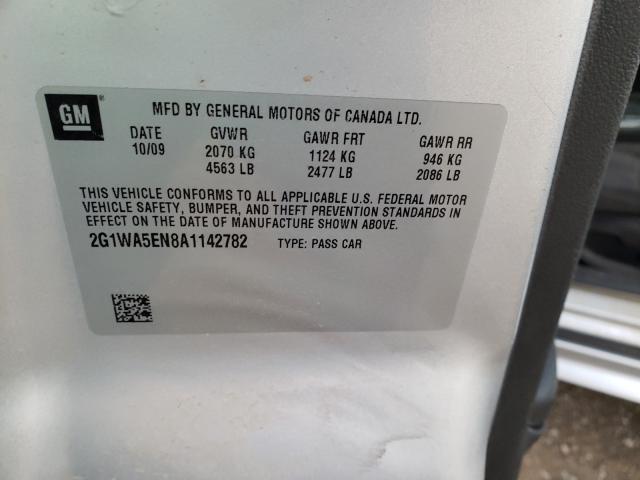 GM ®
MFD BY GENERAL MOTORS OF CANADA LTD.
DATE GVWR GAWR FRT GAWR RR
10/09 2070 KG 1124 KG 946 KG
4563 LB 2477 LB 2086 LB
THIS VEHICLE CONFORMS TO ALL APPLICABLE U.S. FEDERAL MOTOR
VEHICLE SAFETY, BUMPER, AND THEFT PREVENTION STANDARDS IN
EFFECT ON THE DATE OF MANUFACTURE SHOWN ABOVE.
2G1WA5EN8A1142782 TYPE: PASS CAR